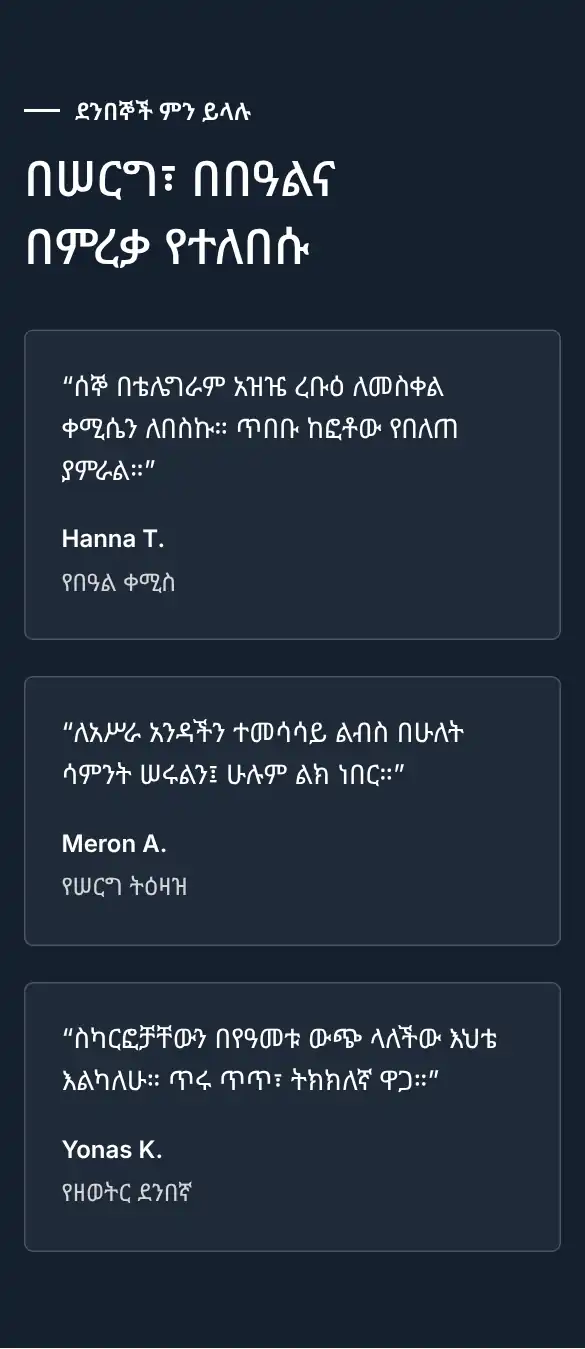 ደንበኞች ምን ይላሉ
በሠርግ፣ በበዓልና
በምረቃ የተለበሱ
“ሰኞ በቴሌግራም አዝዤ ረቡዕ ለመስቀል
ቀሚሴን ለበስኩ። ጥበቡ ከፎቶው የበለጠ
ያምራል።”
Hanna T.
የበዓል ቀሚስ
“ለአሥራ አንዳችን ተመሳሳይ ልብስ በሁለት
ሳምንት ሠሩልን፤ ሁሉም ልክ ነበር።”
Meron A.
የሠርግ ትዕዛዝ
“ስካርፎቻቸውን በየዓመቱ ውጭ ላለችው እህቴ
እልካለሁ። ጥሩ ጥጥ፣ ትክክለኛ ዋጋ።”
Yonas K.
የዘወትር ደንበኛ